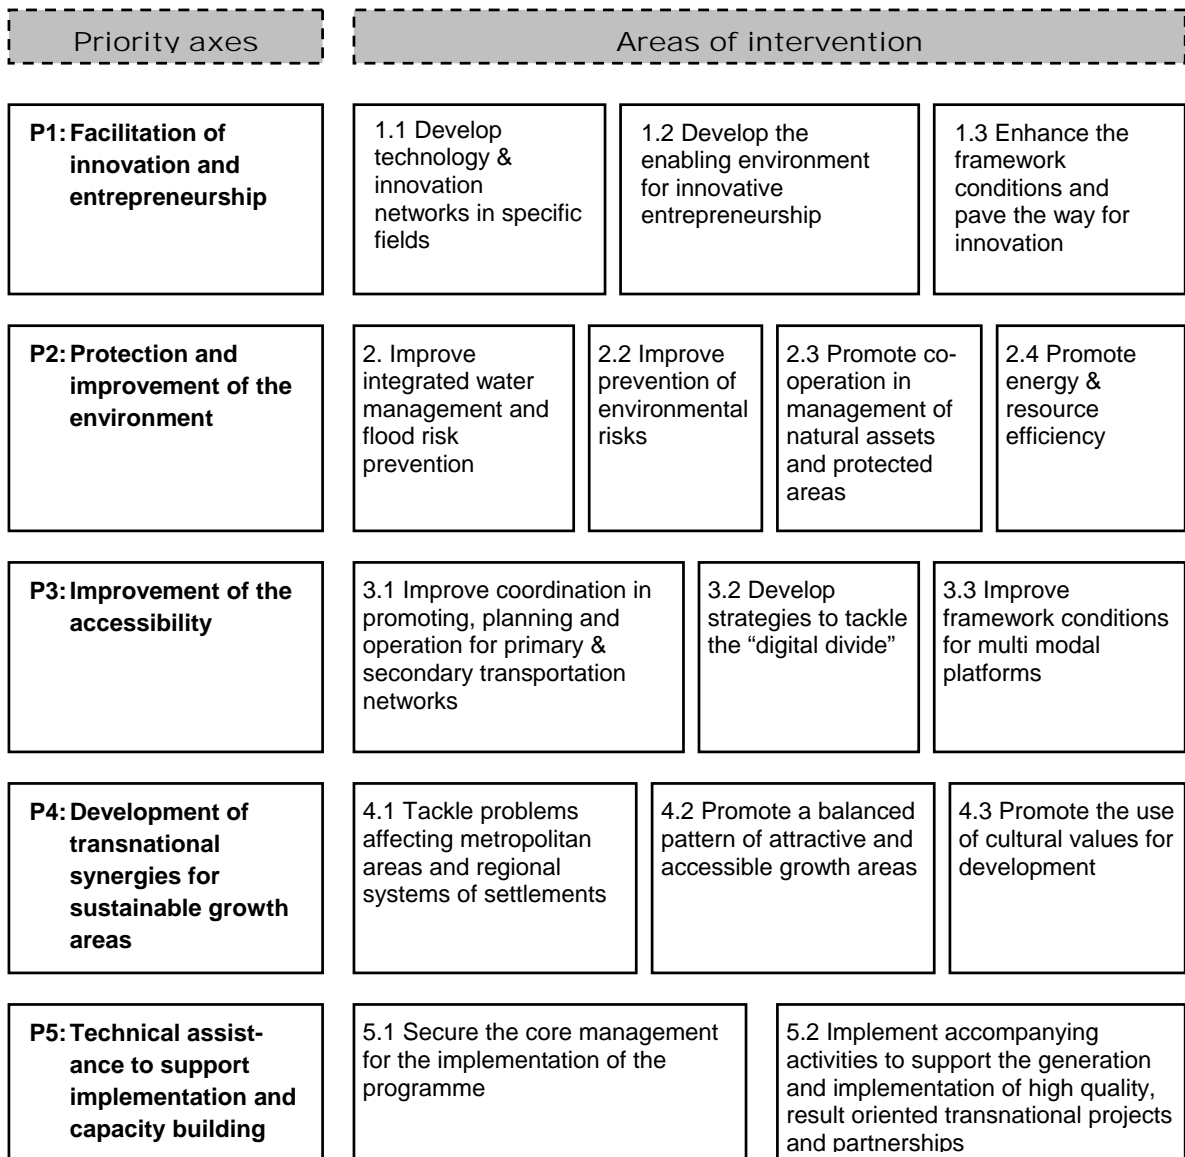 Priority axes
Areas of intervention
P1: Facilitation of
innovation and
entrepreneurship
1.1 Develop
technology &
innovation
networks in specific
fields
1.2 Develop the
enabling environment
for innovative
entrepreneurship
1.3 Enhance the
framework
conditions and
pave the way for
innovation
P2: Protection and
improvement of the
environment
2. Improve
integrated water
management and
flood risk
prevention
2.2 Improve
prevention of
environmental
risks
2.3 Promote co-
operation in
management of
natural assets
and protected
areas
2.4 Promote
energy &
resource
efficiency
P3: Improvement of the
accessibility
3.1 Improve coordination in
promoting, planning and
operation for primary &
secondary transportation
networks
3.2 Develop
strategies to tackle
the “digital divide”
3.3 Improve
framework conditions
for multi modal
platforms
P4: Development of
transnational
synergies for
sustainable growth
areas
4.1 Tackle problems
affecting metropolitan
areas and regional
systems of settlements
4.2 Promote a balanced
pattern of attractive and
accessible growth areas
4.3 Promote the use
of cultural values for
development
P5: Technical assist-
ance to support
implementation and
capacity building
5.1 Secure the core management
for the implementation of the
programme
5.2 Implement accompanying
activities to support the generation
and implementation of high quality,
result oriented transnational projects
and partnerships